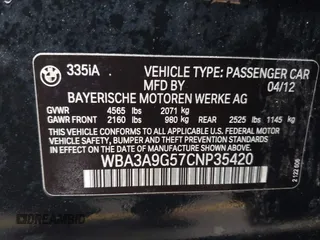 335iA VEHICLE TYPE: PASSENGER CAR
MFD BY 04/12
BAYERISCHE MOTOREN WERKE AG
GVWR 4565 lbs 2071 kg
GAWR FRONT 2160 lbs 980 kg REAR 2525 lbs 1145 kg
THIS VEHICLE CONFORMS TO ALL APPLICABLE U.S. FEDERAL MOTOR VEHICLE
SAFETY, BUMPER AND THEFT PREVENTION STANDARDS IN
EFFECT ON THE DATE OF MANUFACTURE SHOWN ABOVE.
WBA3A9G57CNP35420
DREAMBID